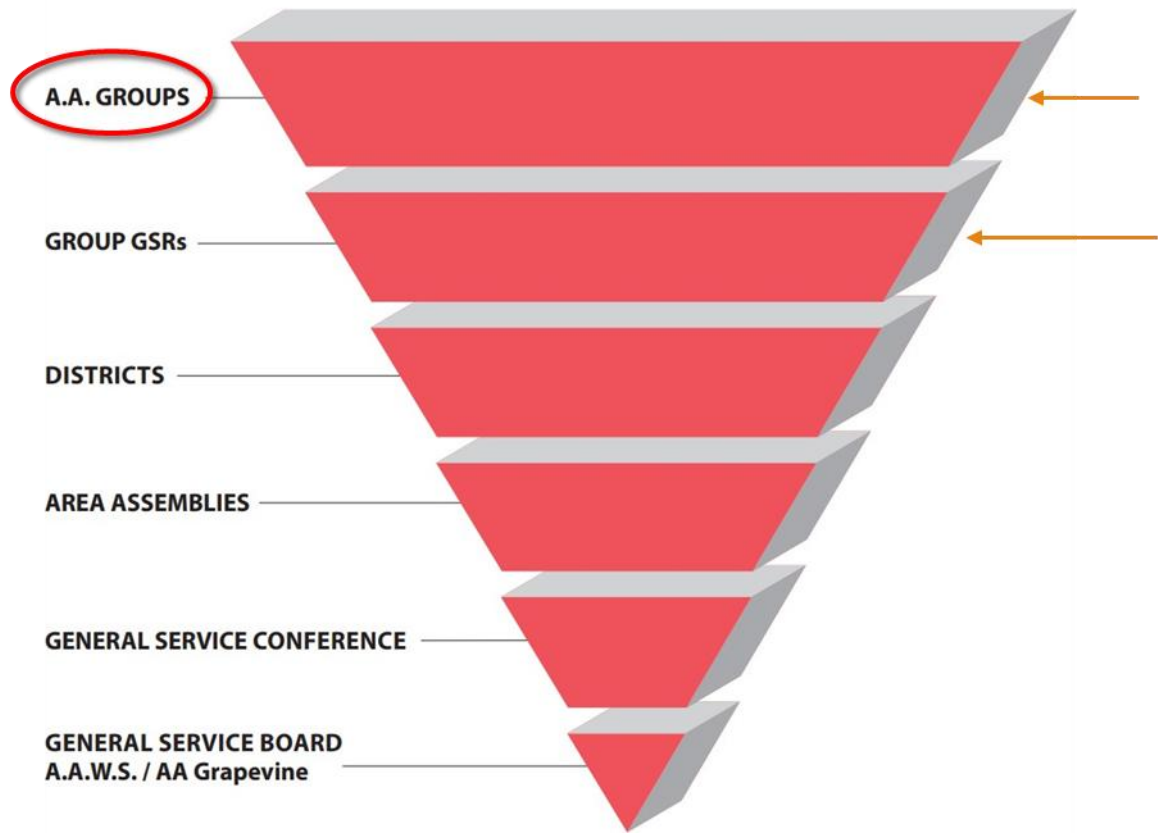 A.A. GROUPS
GROUP GSRs
DISTRICTS
AREA ASSEMBLIES
GENERAL SERVICE CONFERENCE
GENERAL SERVICE BOARD
A.A.W.S. / AA Grapevine